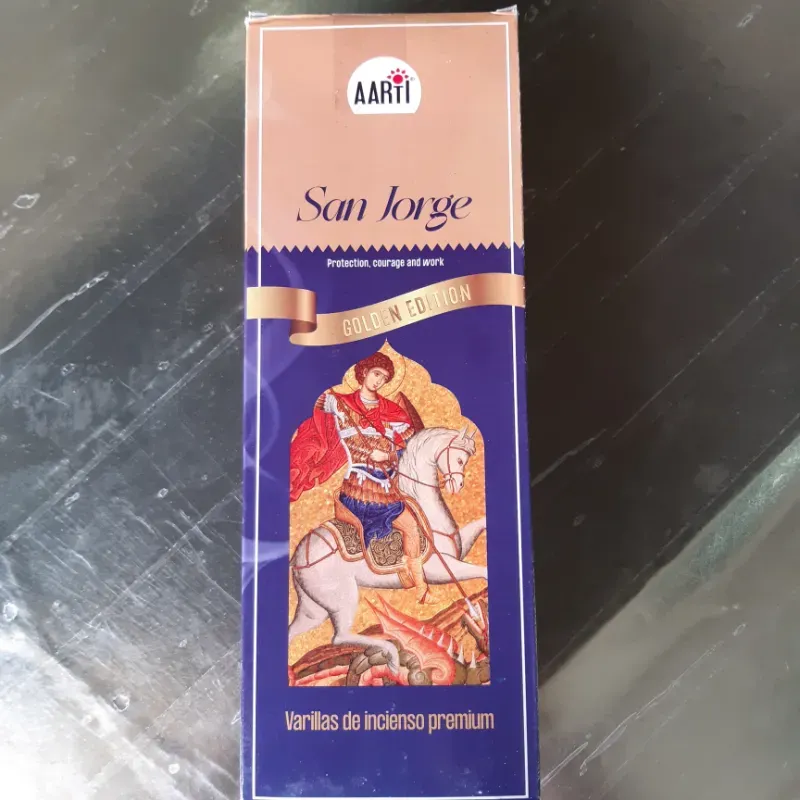 AARTI
San Jorge
Protection, courage and work
GOLDEN EDITION
Varillas de incienso premium